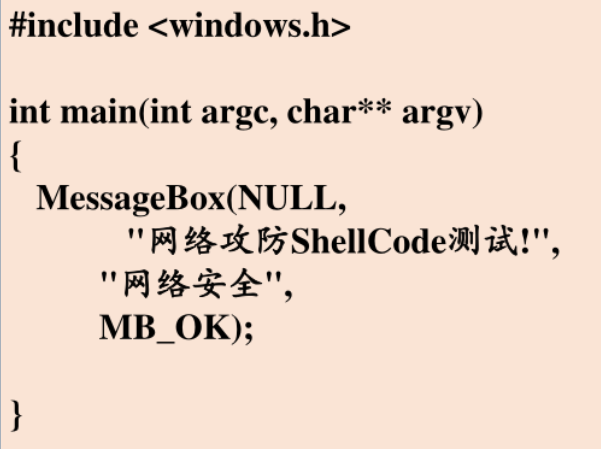 #include <windows.h>
int main(int argc, char** argv)
{
MessageBox(NULL,
"网络攻防ShellCode测试!",
"网络安全",
MB_OK);
}